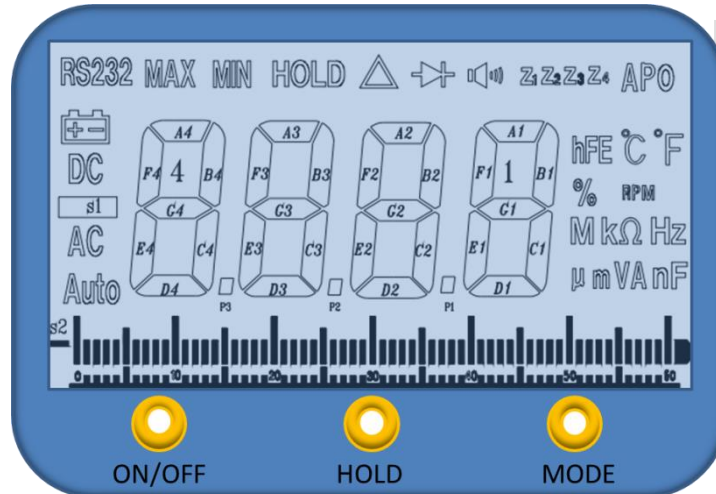 RS232 MAX MIN HOLD Z1 Z2 Z3 Z4 APO
+ -
DC
s1
AC
Auto
A4 A3 A2 A1
F4 4 B4 F3 B3 F2 B2 F1 1 B1
G4 G3 G2 G1
E4 C4 E3 C3 E2 C2 E1 C1
D4 D3 D2 D1
P3 P2 P1
hFE °C °F
% RPM
M kΩ Hz
µ m V A n F
s2
0 10 20 30 40 50 60
ON/OFF HOLD MODE